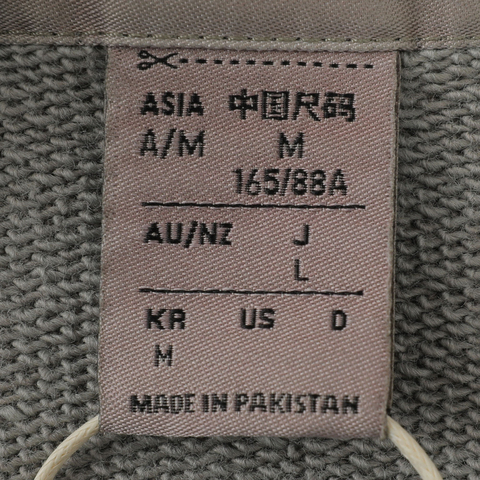 ASIA 中国尺码
A/M M
165/88A
AU/NZ J
L
KR US D
M
MADE IN PAKISTAN